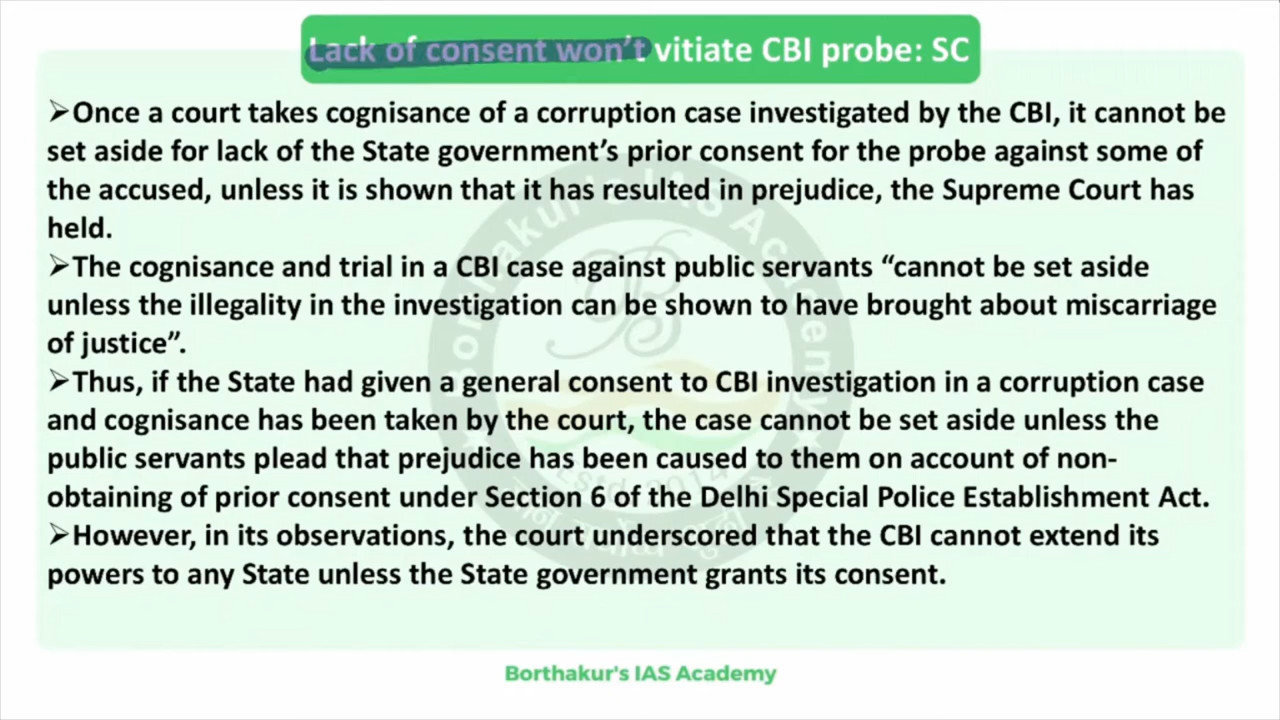 Lack of consent won't vitiate CBI probe: SC
➢Once a court takes cognisance of a corruption case investigated by the CBI, it cannot be
set aside for lack of the State government's prior consent for the probe against some of
the accused, unless it is shown that it has resulted in prejudice, the Supreme Court has
held.
➢The cognisance and trial in a CBI case against public servants “cannot be set aside
unless the illegality in the investigation can be shown to have brought about miscarriage
of justice”.
➢Thus, if the State had given a general consent to CBI investigation in a corruption case
and cognisance has been taken by the court, the case cannot be set aside unless the
public servants plead that prejudice has been caused to them on account of non-
obtaining of prior consent under Section 6 of the Delhi Special Police Establishment Act.
➢However, in its observations, the court underscored that the CBI cannot extend its
powers to any State unless the State government grants its consent.
Borthakur's IAS Academy
Borthakur's IAS Academy
Estd. 2014